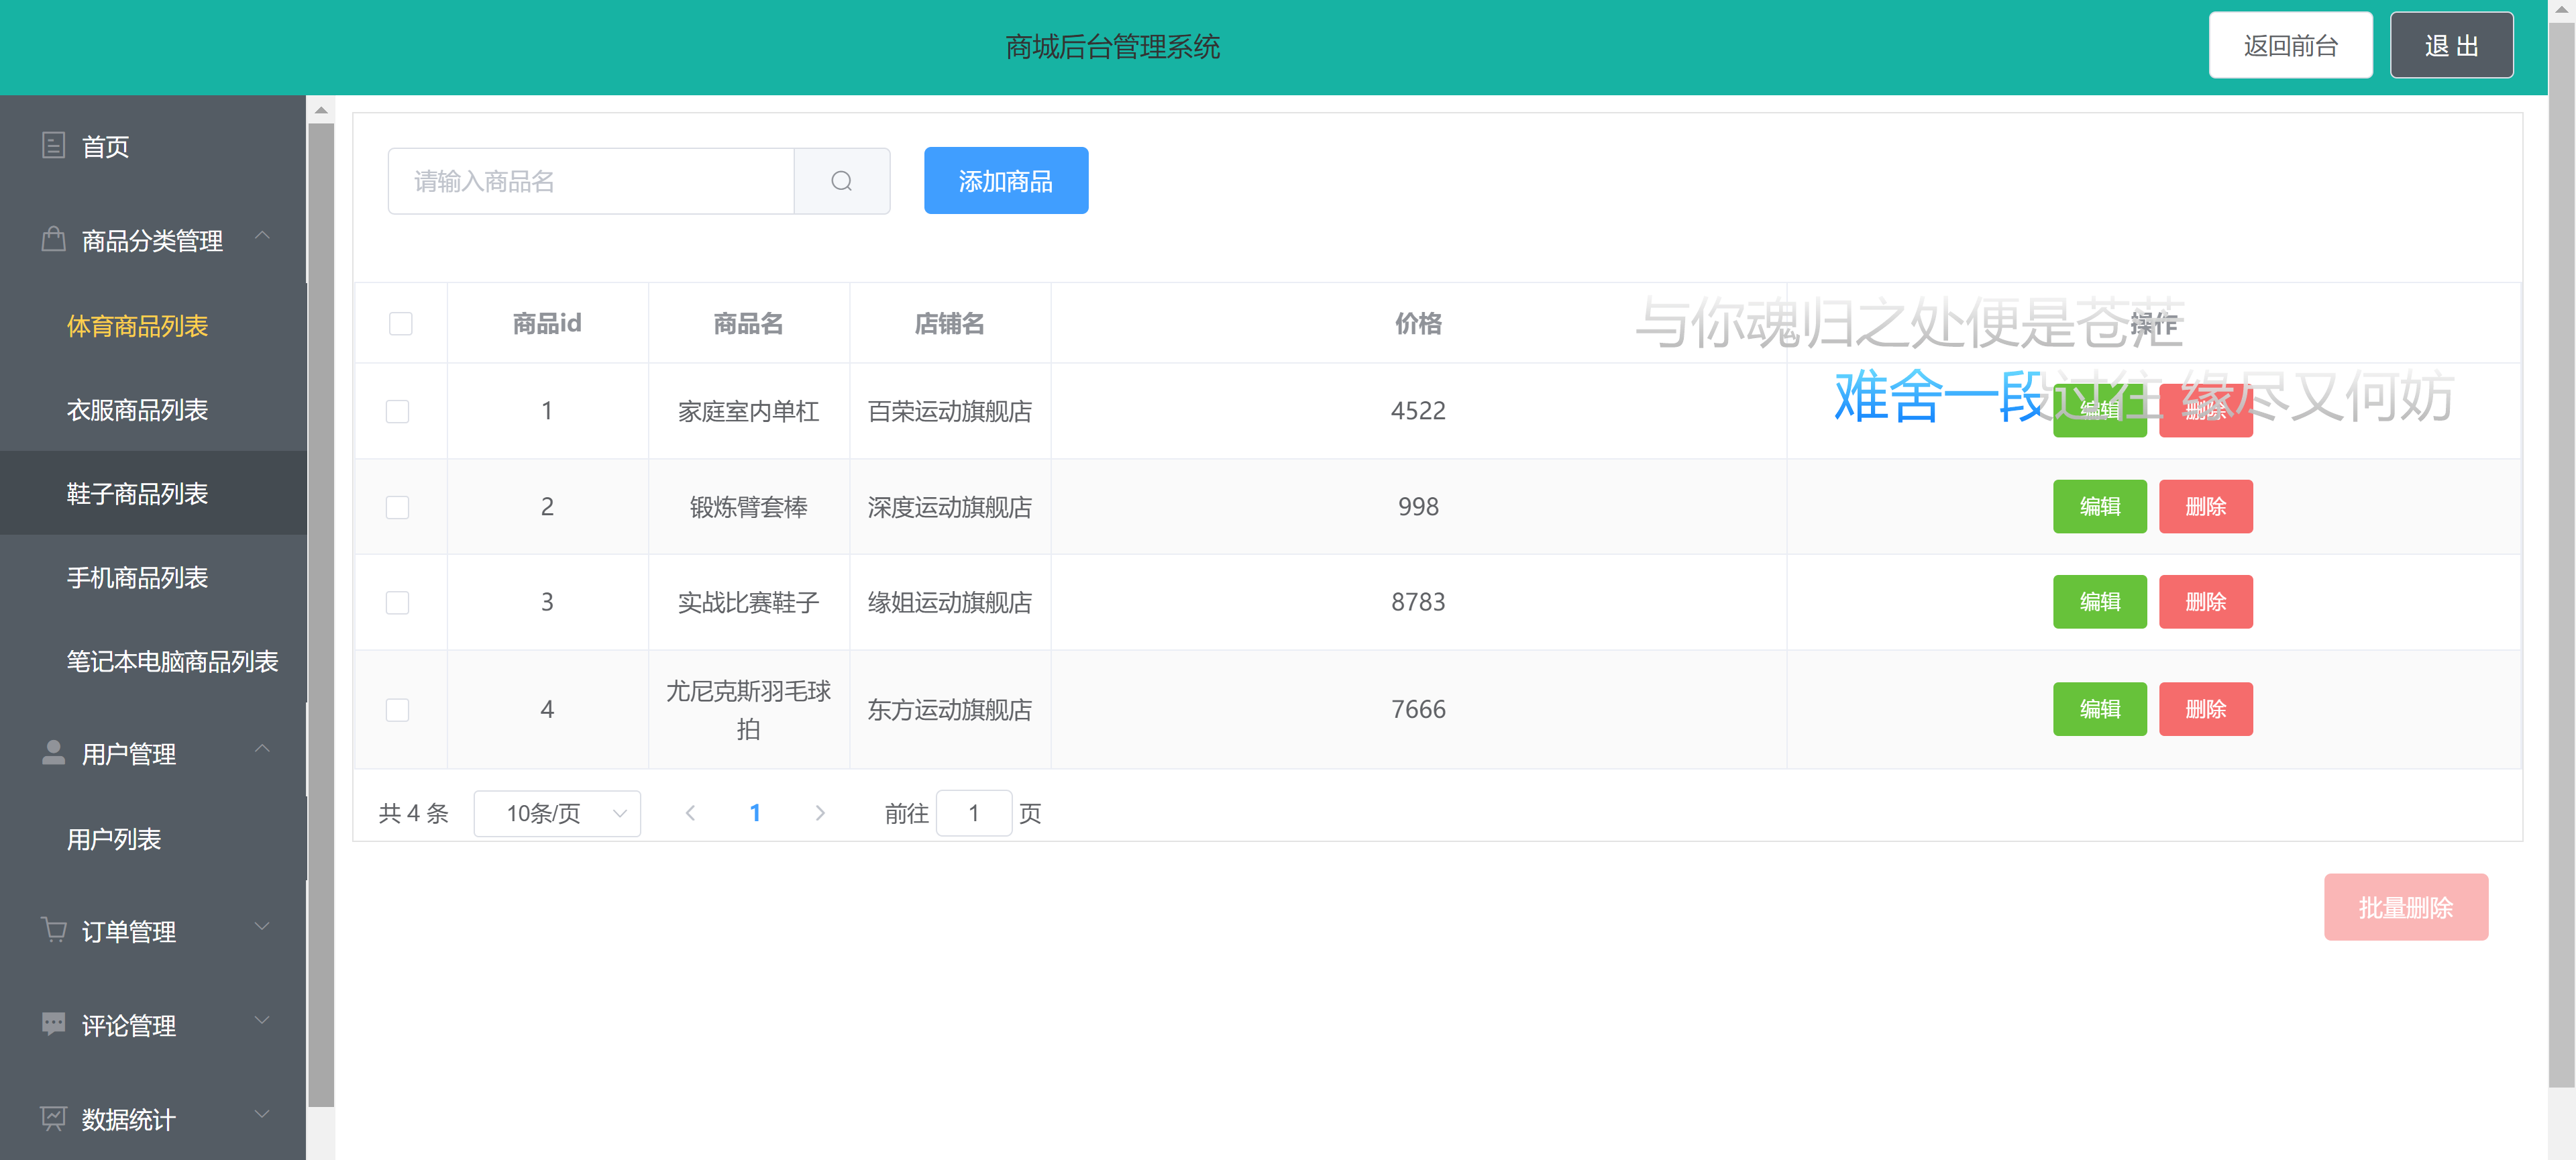 商城后台管理系统
返回前台
退 出
首页
商品分类管理
体育商品列表
衣服商品列表
鞋子商品列表
手机商品列表
笔记本电脑商品列表
用户管理
用户列表
订单管理
评论管理
数据统计
请输入商品名
添加商品
商品id 商品名 店铺名 价格 操作
与你魂归之处便是苍茫
难舍一段过往 缘尽又何妨
1 家庭室内单杠 百荣运动旗舰店 4522 编辑 删除
2 锻炼臂套棒 深度运动旗舰店 998 编辑 删除
3 实战比赛鞋子 缘姐运动旗舰店 8783 编辑 删除
4 尤尼克斯羽毛球 东方运动旗舰店 7666 编辑 删除
拍
共 4 条 10条/页 1 前往 1 页
批量删除